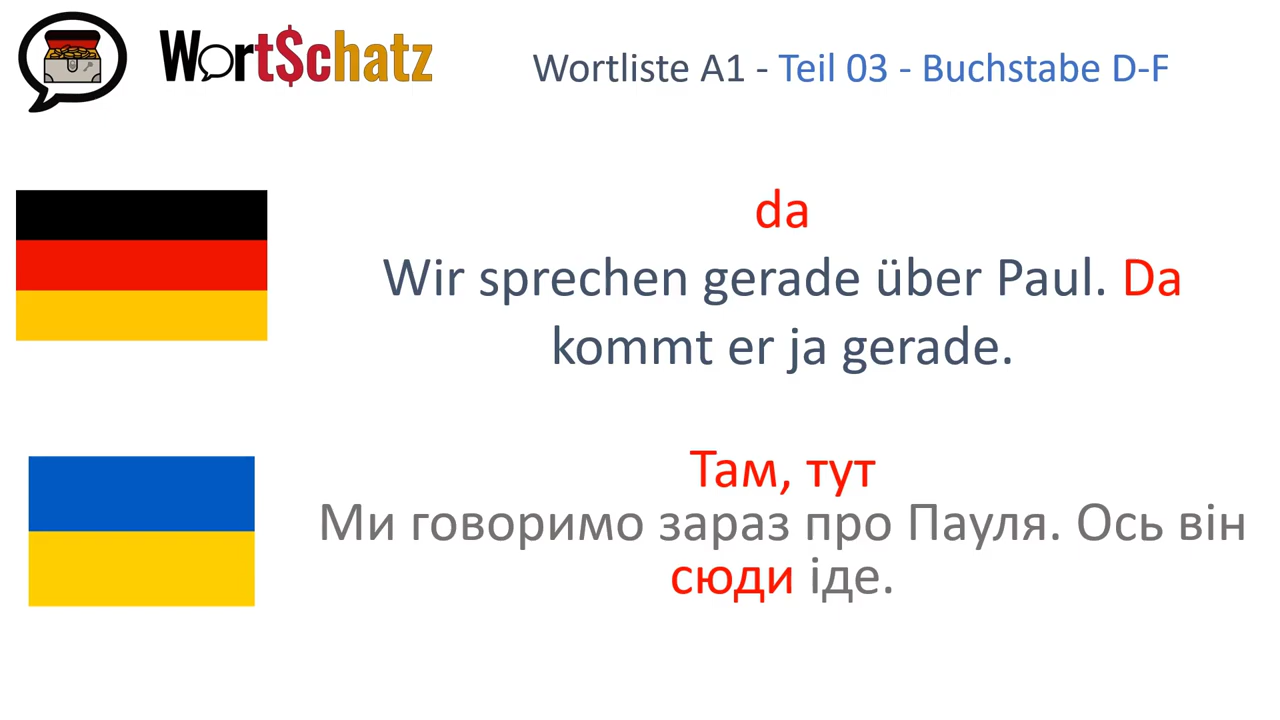 Wort$chatz
Wortliste A1 - Teil 03 - Buchstabe D-F
da
Wir sprechen gerade über Paul. Da
kommt er ja gerade.
Там, тут
Ми говоримо зараз про Пауля. Ось він
сюди іде.